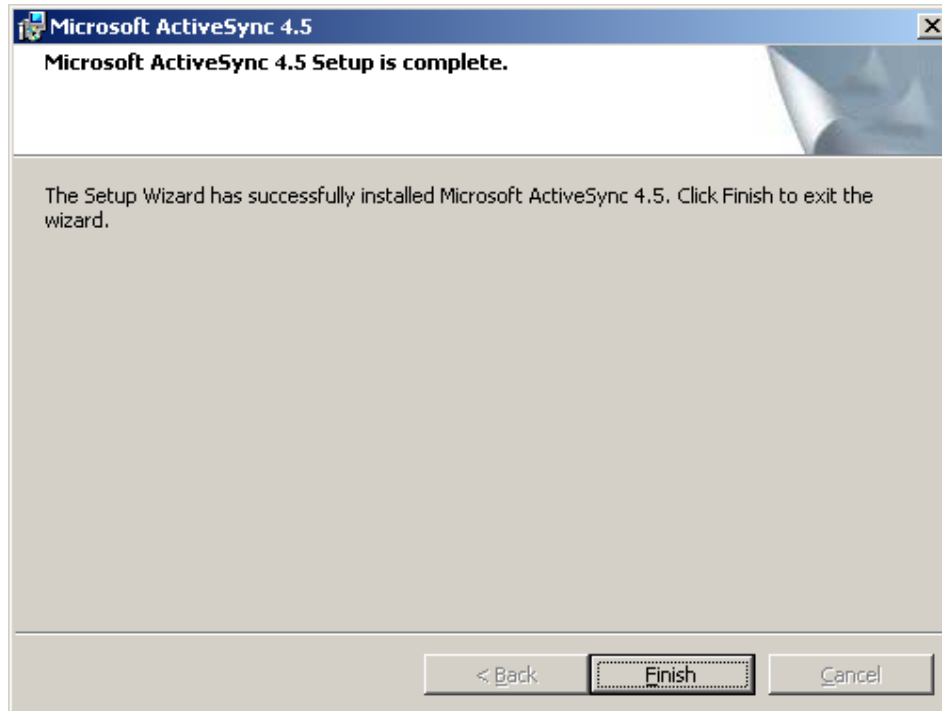 Microsoft ActiveSync 4.5
Microsoft ActiveSync 4.5 Setup is complete.
The Setup Wizard has successfully installed Microsoft ActiveSync 4.5. Click Finish to exit the
wizard.
< Back Finish Cancel